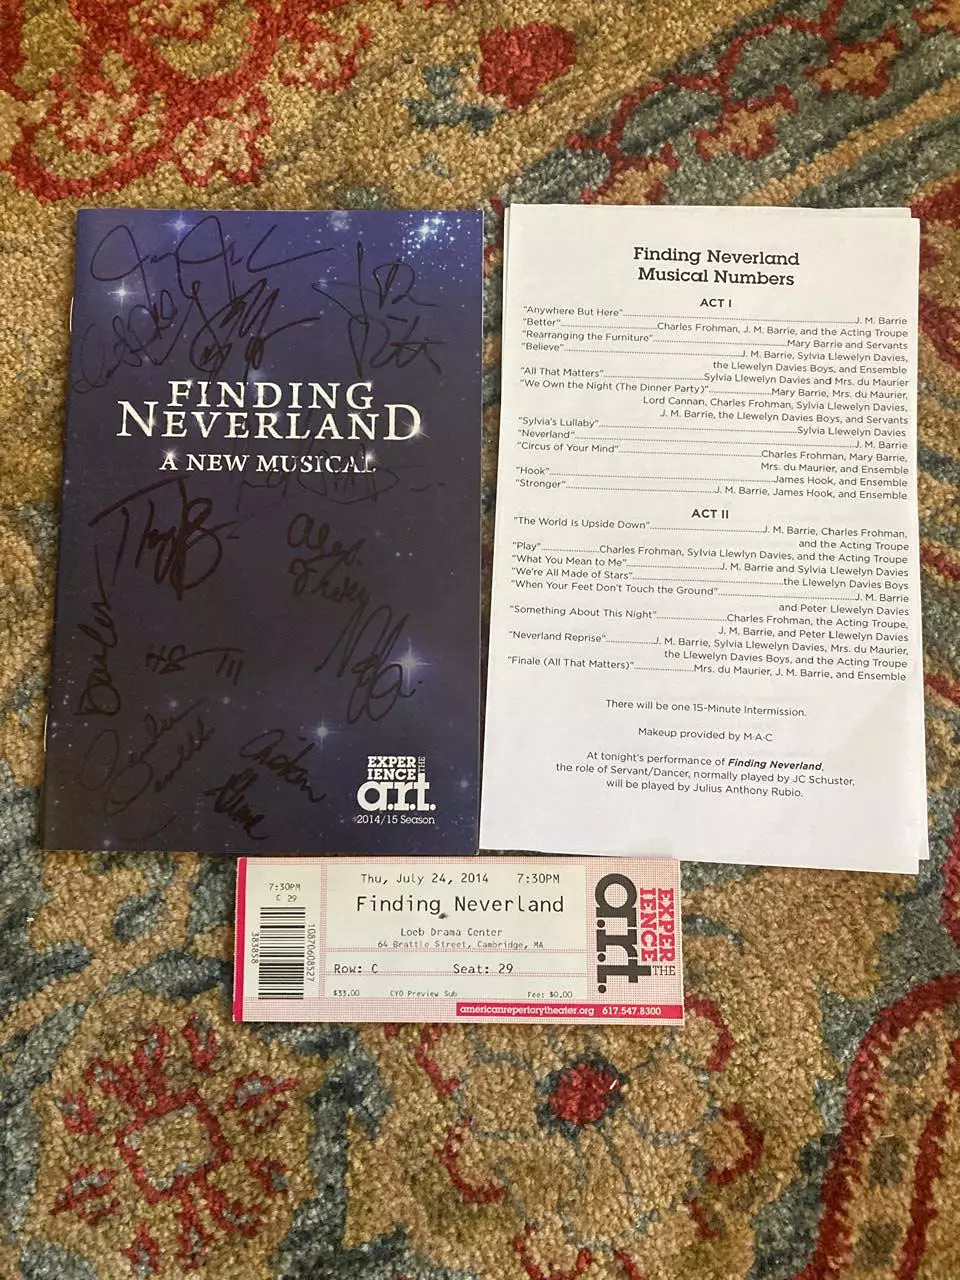 FINDING
NEVERLAND
A NEW MUSICAL
Alex
Aidan
EXPER
IENCE
THE
a.r.t.
2014/15 Season
Finding Neverland
Musical Numbers
ACT I
"Anywhere But Here"..........J. M. Barrie
"Better"..........Charles Frohman, J. M. Barrie, and the Acting Troupe
"Rearranging the Furniture"..........Mary Barrie and Servants
"Believe"..........J. M. Barrie, Sylvia Llewelyn Davies,
the Llewelyn Davies Boys, and Ensemble
"All That Matters"..........Sylvia Llewelyn Davies and Mrs. du Maurier
"We Own the Night (The Dinner Party)"..........Mary Barrie, Mrs. du Maurier,
Lord Cannan, Charles Frohman, Sylvia Llewelyn Davies,
J. M. Barrie, the Llewelyn Davies Boys, and Servants
"Sylvia's Lullaby"..........Sylvia Llewelyn Davies
"Neverland"..........J. M. Barrie
"Circus of Your Mind"..........Charles Frohman, Mary Barrie,
Mrs. du Maurier, and Ensemble
"Hook"..........James Hook, and Ensemble
"Stronger"..........J. M. Barrie, James Hook, and Ensemble
ACT II
"The World is Upside Down"..........J. M. Barrie, Charles Frohman,
and the Acting Troupe
"Play"..........Charles Frohman, Sylvia Llewlyn Davies, and the Acting Troupe
"What You Mean to Me"..........J. M. Barrie and Sylvia Llewelyn Davies
"We're All Made of Stars"..........the Llewelyn Davies Boys
"When Your Feet Don't Touch the Ground"..........J. M. Barrie
and Peter Llewelyn Davies
"Something About This Night"..........Charles Frohman, the Acting Troupe,
J. M. Barrie, and Peter Llewelyn Davies
"Neverland Reprise"..........J. M. Barrie, Sylvia Llewelyn Davies, Mrs. du Maurier,
the Llewelyn Davies Boys, and the Acting Troupe
"Finale (All That Matters)"..........Mrs. du Maurier, J. M. Barrie, and Ensemble
There will be one 15-Minute Intermission.
Makeup provided by M·A·C
At tonight's performance of Finding Neverland,
the role of Servant/Dancer, normally played by JC Schuster,
will be played by Julius Anthony Rubio.
7:30PM
C 29
383858
10870608527
Thu, July 24, 2014 7:30PM
Finding Neverland
Loeb Drama Center
64 Brattle Street, Cambridge, MA
Row: C Seat: 29
$33.00 CYO Preview Sub Fee: $0.00
EXPER
IENCE
THE
a.r.t.
americanrepertorytheater.org 617.547.8300